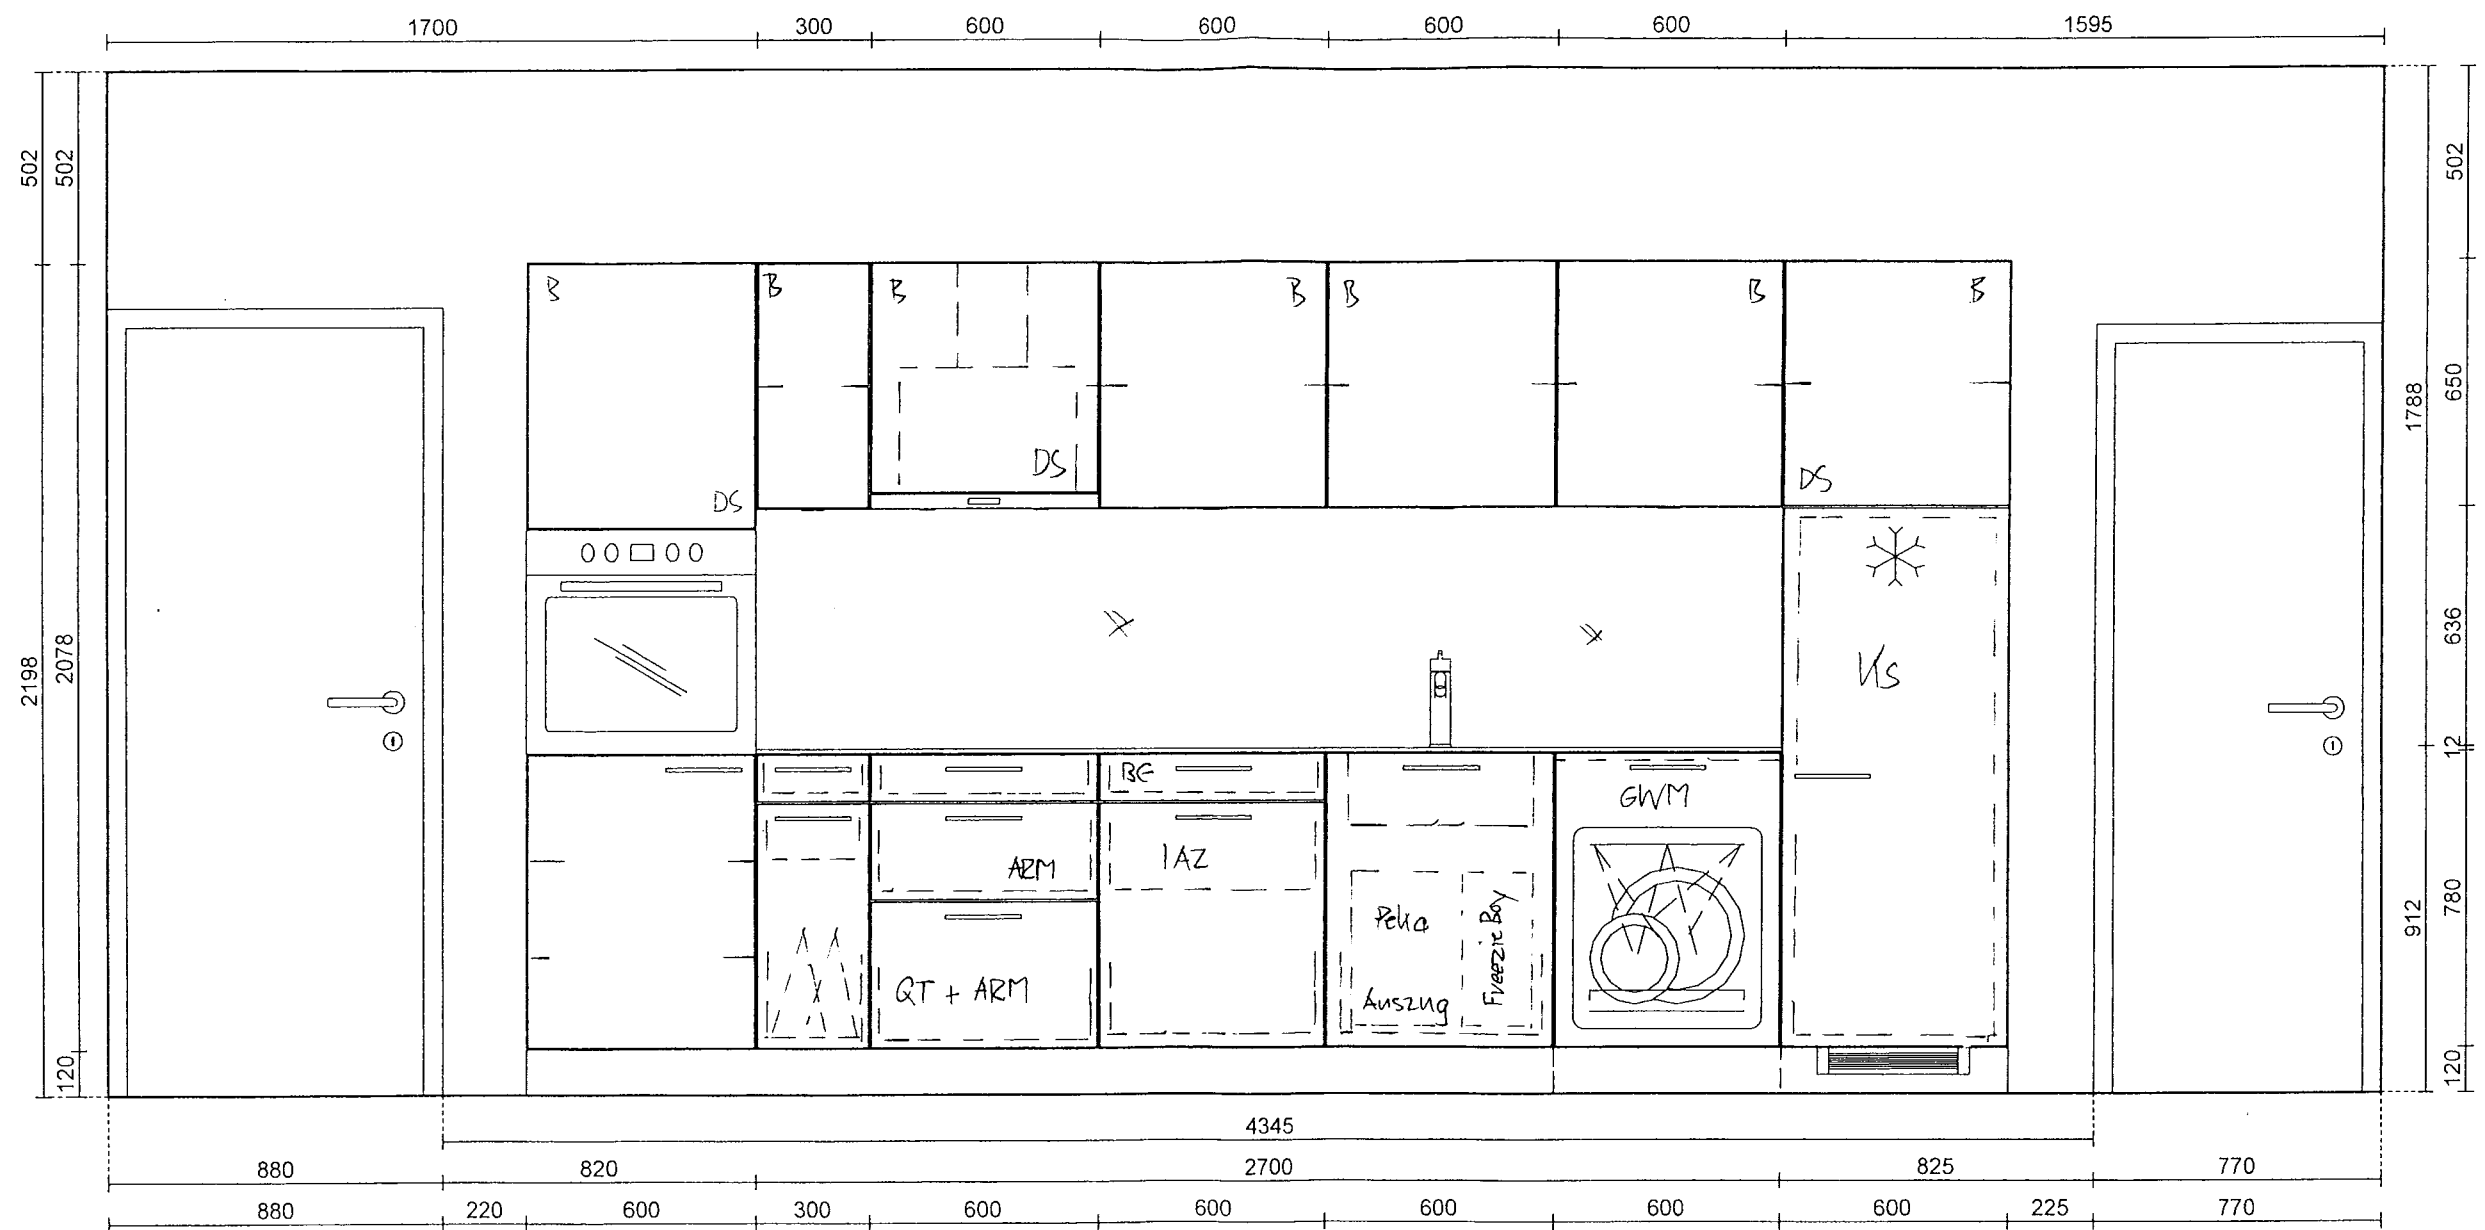 1700 300 600 600 600 600 1595
502 502 502
B B B B B B B
1788 650
DS DS DS
2198 2078 636
KS
12
BE
GWM
ARM IAZ
912 780
Peka Freezie Boy
QT + ARM Auszug
120 120
4345
880 820 2700 825 770
880 220 600 300 600 600 600 600 600 225 770